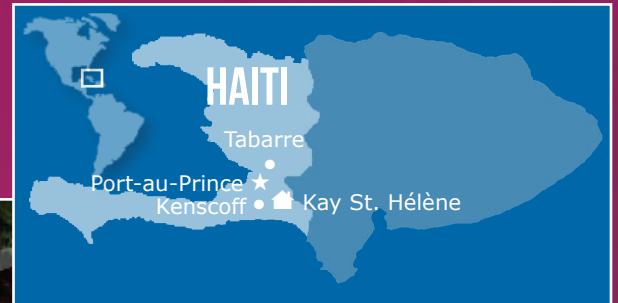 HAITI
Tabarre
Port-au-Prince
Kenscoff
Kay St. Hélène